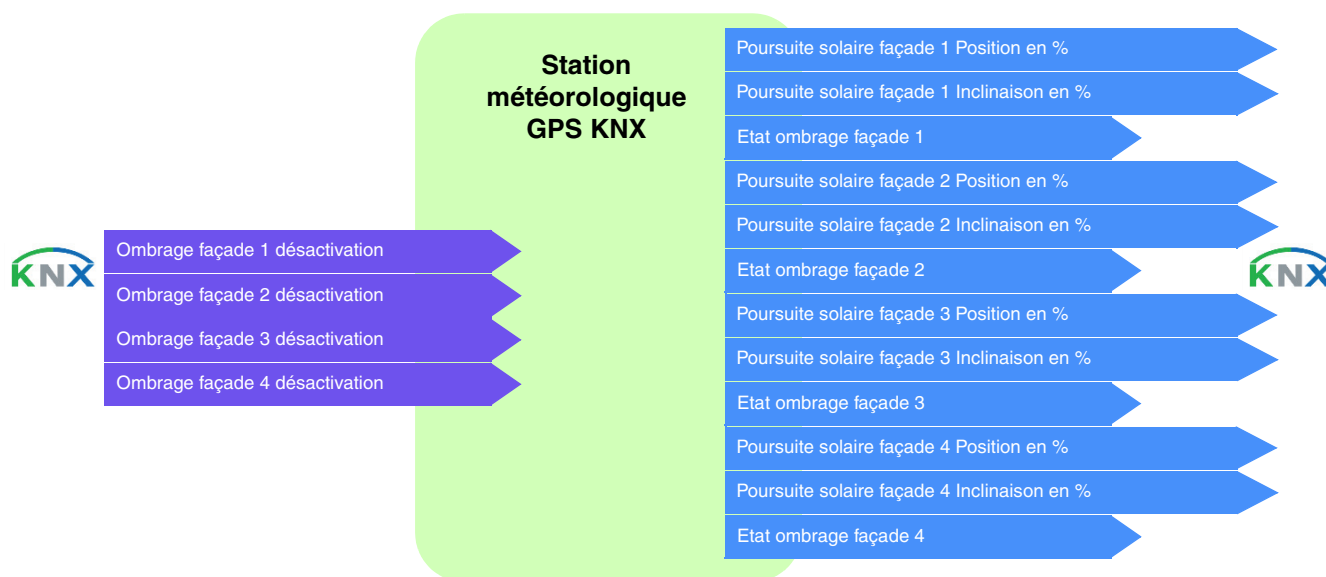 Station
météorologique
GPS KNX
KNX
Ombrage façade 1 désactivation
Ombrage façade 2 désactivation
Ombrage façade 3 désactivation
Ombrage façade 4 désactivation
Poursuite solaire façade 1 Position en %
Poursuite solaire façade 1 Inclinaison en %
Etat ombrage façade 1
Poursuite solaire façade 2 Position en %
Poursuite solaire façade 2 Inclinaison en %
Etat ombrage façade 2
Poursuite solaire façade 3 Position en %
Poursuite solaire façade 3 Inclinaison en %
Etat ombrage façade 3
Poursuite solaire façade 4 Position en %
Poursuite solaire façade 4 Inclinaison en %
Etat ombrage façade 4
KNX